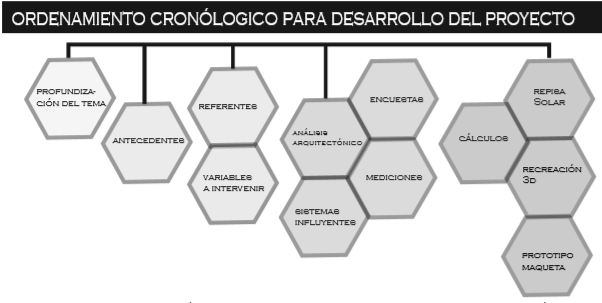 ORDENAMIENTO CRONÓLOGICO PARA DESARROLLO DEL PROYECTO
PROFUNDIZA-
CIÓN DEL TEMA
ANTECEDENTES
REFERENTES
VARIABLES
A INTERVENIR
ANÁLISIS
ARQUITECTÓNICO
SISTEMAS
INFLUYENTES
ENCUESTAS
MEDICIONES
CÁLCULOS
REPISA
SOLAR
RECREACIÓN
3D
PROTOTIPO
MAQUETA